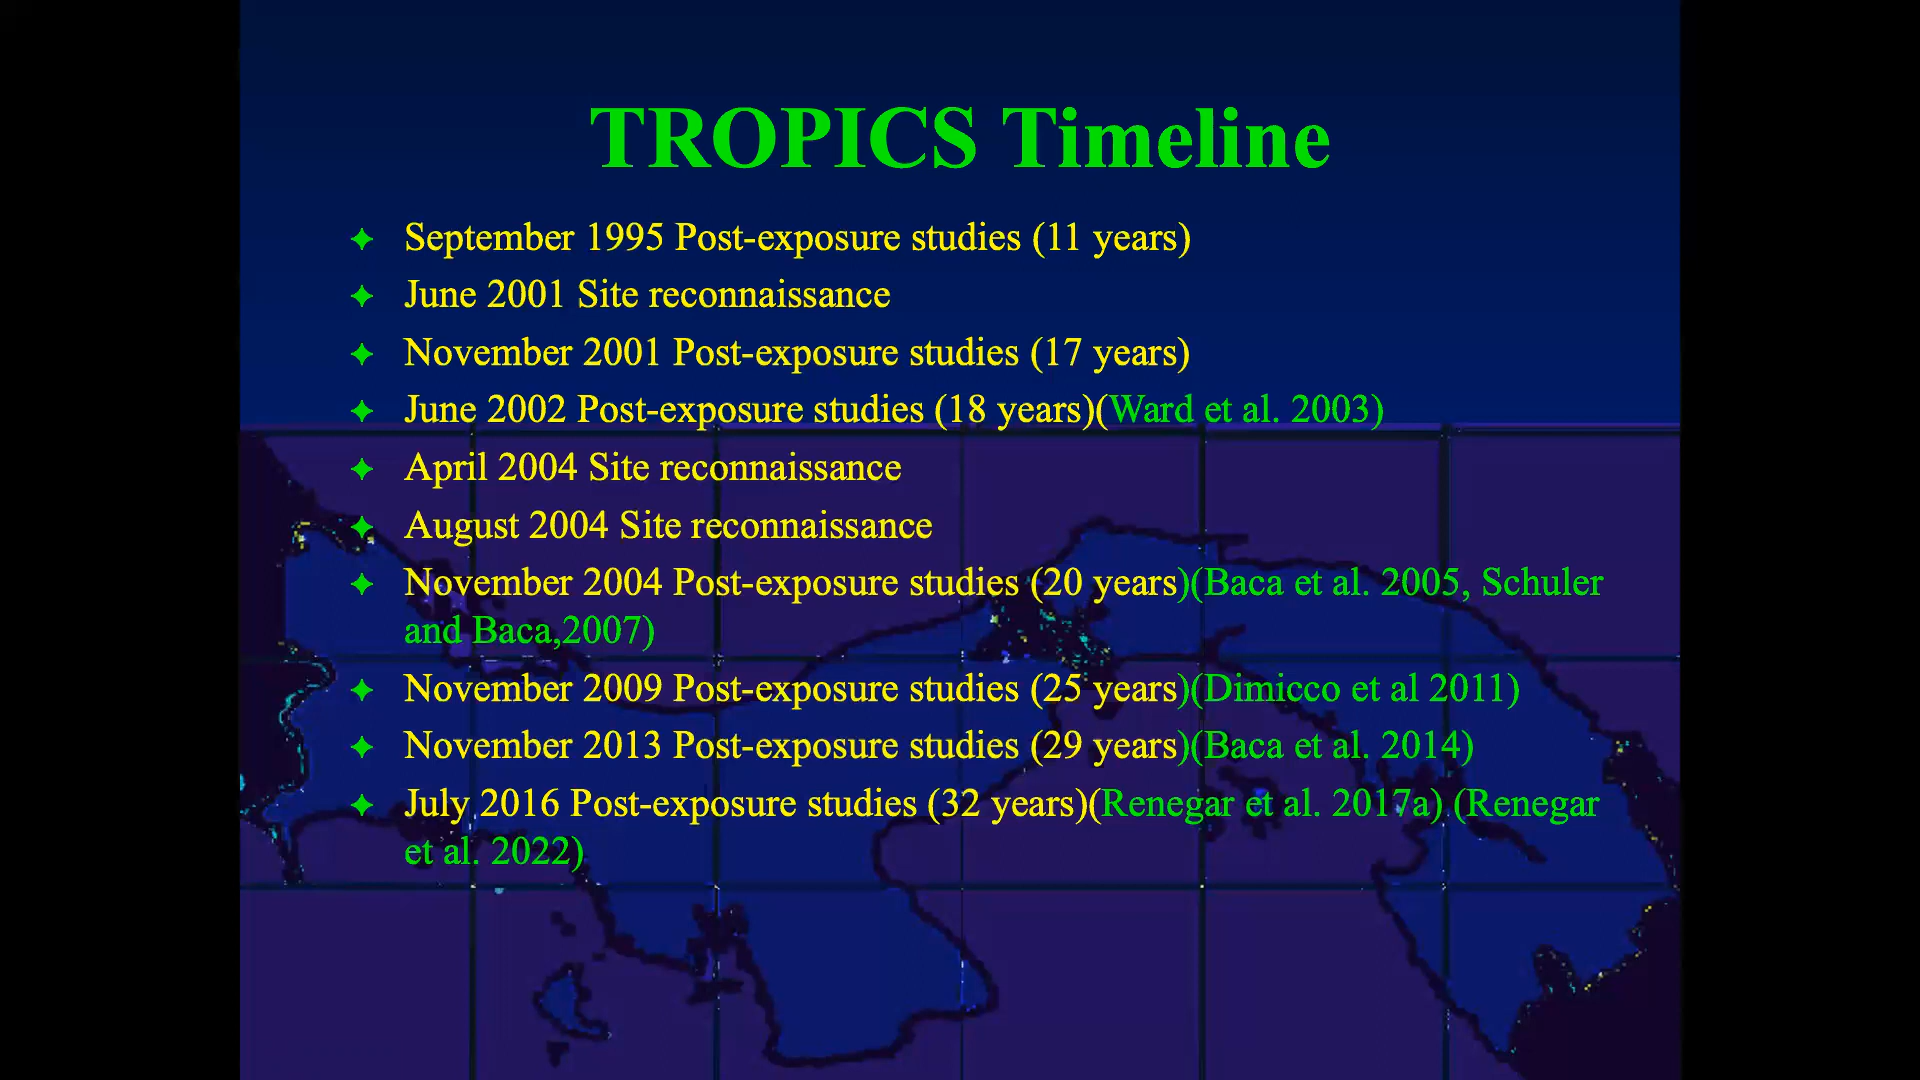 TROPICS Timeline
September 1995 Post-exposure studies (11 years)
June 2001 Site reconnaissance
November 2001 Post-exposure studies (17 years)
June 2002 Post-exposure studies (18 years)(Ward et al. 2003)
April 2004 Site reconnaissance
August 2004 Site reconnaissance
November 2004 Post-exposure studies (20 years)(Baca et al. 2005, Schuler
and Baca,2007)
November 2009 Post-exposure studies (25 years)(Dimicco et al 2011)
November 2013 Post-exposure studies (29 years)(Baca et al. 2014)
July 2016 Post-exposure studies (32 years)(Renegar et al. 2017a) (Renegar
et al. 2022)